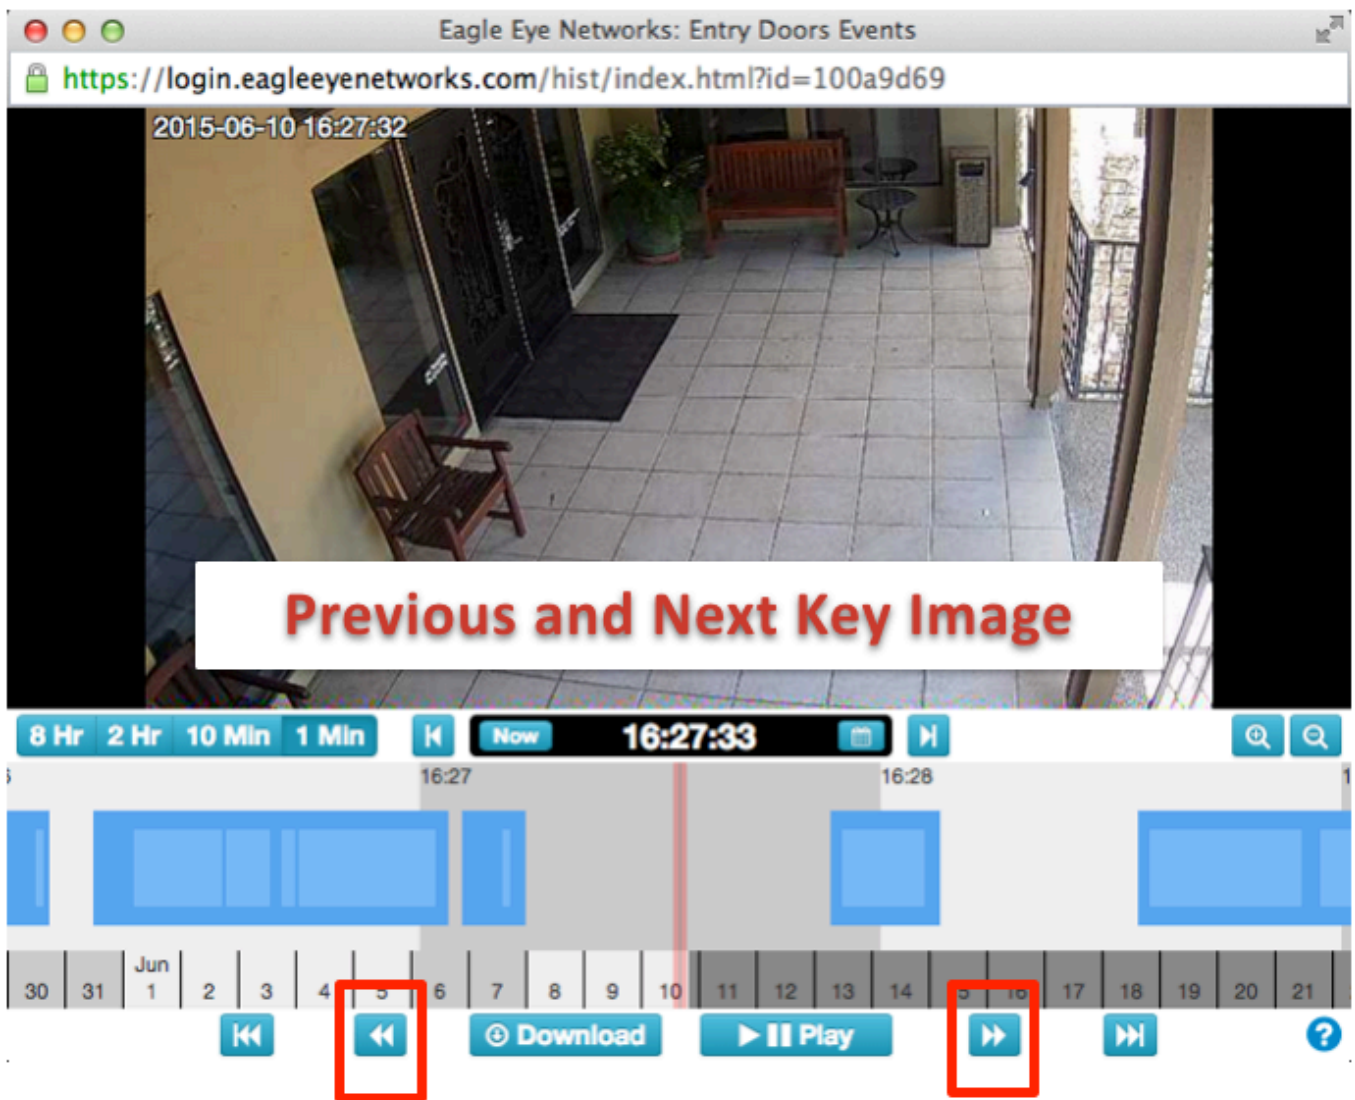 Eagle Eye Networks: Entry Doors Events
https://login.eagleeyenetworks.com/hist/index.html?id=100a9d69
2015-06-10 16:27:32
Previous and Next Key Image
8 Hr 2 Hr 10 Min 1 Min Now 16:27:33
16:27 16:28
Jun
30 31 1 2 3 4 5 6 7 8 9 10 11 12 13 14 15 16 17 18 19 20 21
Download Play ?